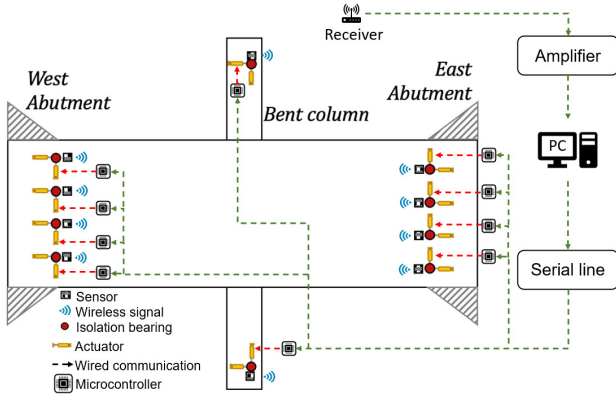 Receiver
Amplifier
West
Abutment
East
Abutment
Bent column
PC
Serial line
Sensor
Wireless signal
Isolation bearing
Actuator
Wired communication
Microcontroller